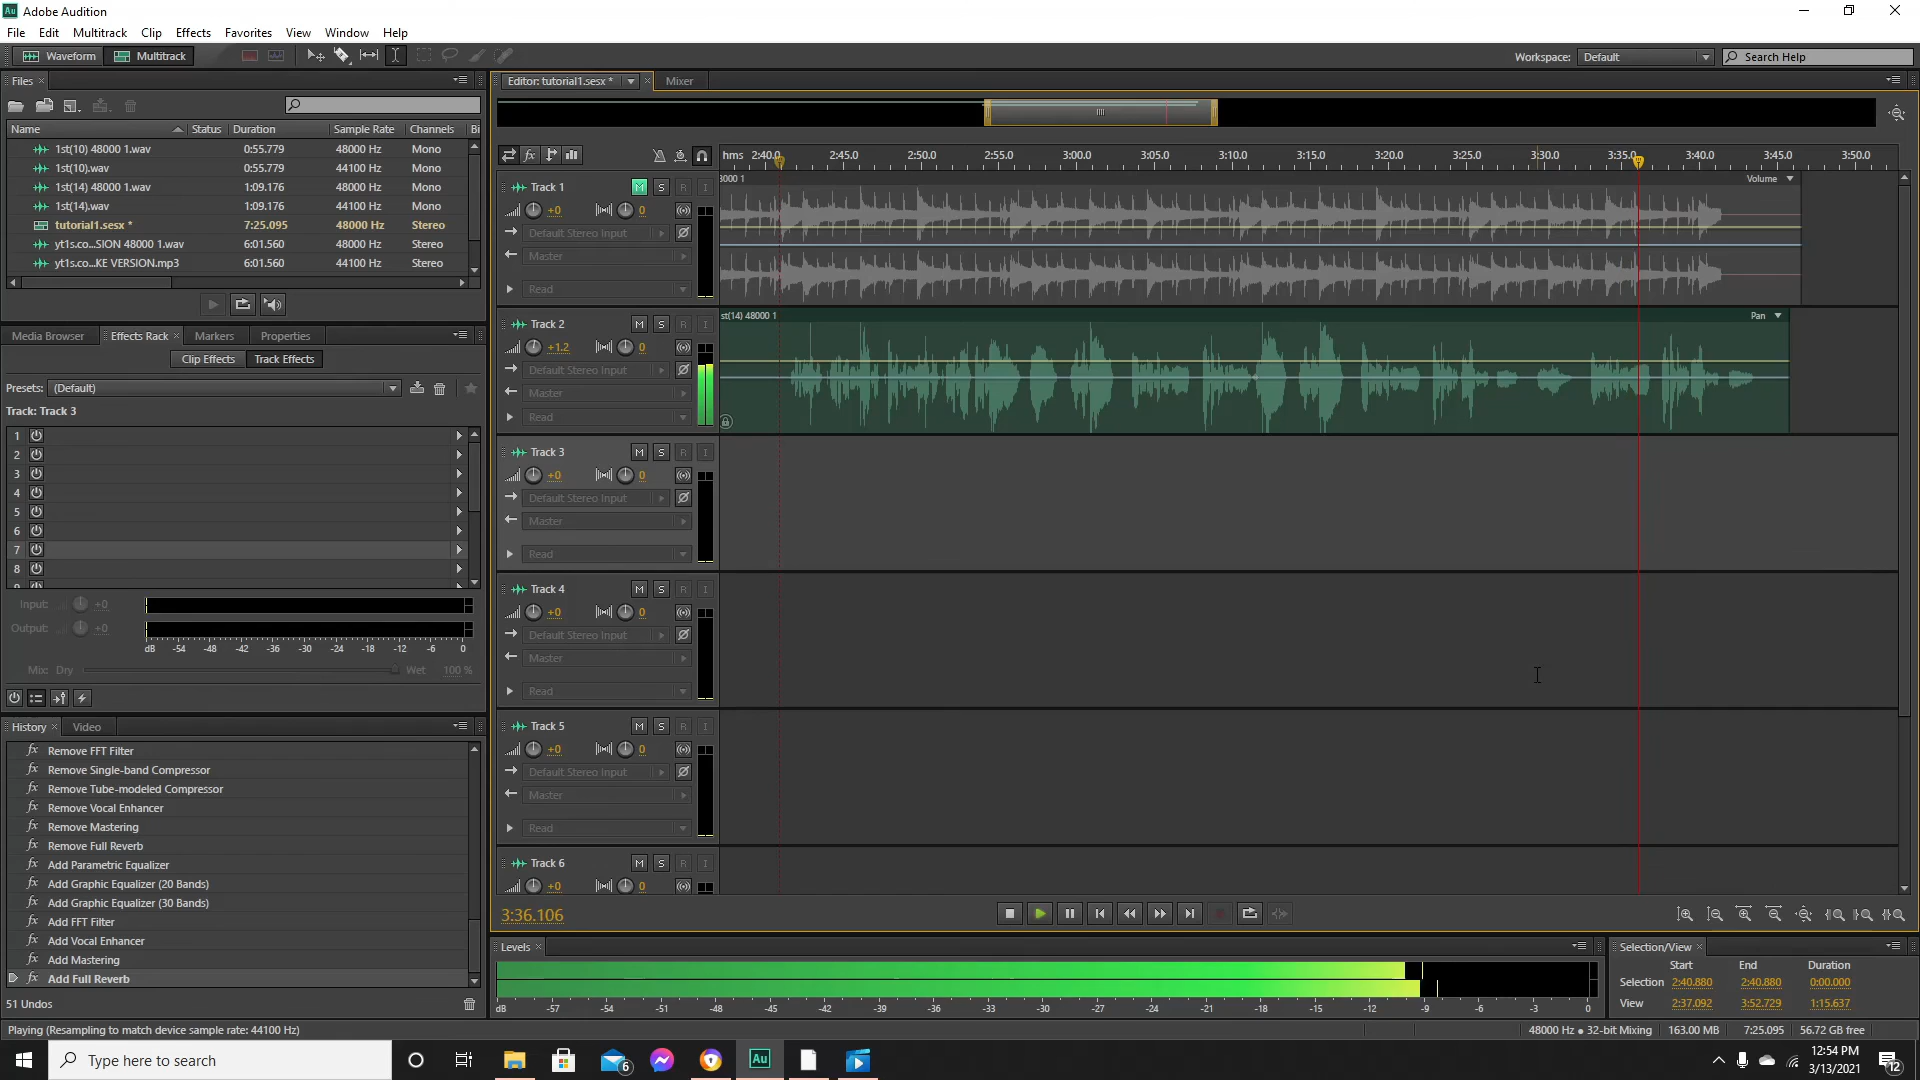 Au Adobe Audition
File Edit Multitrack Clip Effects Favorites View Window Help
Waveform Multitrack Workspace: Default Search Help
Files ×
Name Status Duration Sample Rate Channels Bi
1st(10) 48000 1.wav 0:55.779 48000 Hz Mono
1st(10).wav 0:55.779 44100 Hz Mono
1st(14) 48000 1.wav 1:09.176 48000 Hz Mono
1st(14).wav 1:09.176 44100 Hz Mono
tutorial1.sesx * 7:25.095 48000 Hz Stereo
yt1s.co...SION 48000 1.wav 6:01.560 48000 Hz Stereo
yt1s.co...KE VERSION.mp3 6:01.560 44100 Hz Stereo
Media Browser Effects Rack × Markers Properties
Clip Effects Track Effects
Presets: (Default)
Track: Track 3
1
2
3
4
5
6
7
8
Input: +0
Output: +0
dB -54 -48 -42 -36 -30 -24 -18 -12 -6 0
Mix: Dry Wet 100 %
History × Video
fx Remove FFT Filter
fx Remove Single-band Compressor
fx Remove Tube-modeled Compressor
fx Remove Vocal Enhancer
fx Remove Mastering
fx Remove Full Reverb
fx Add Parametric Equalizer
fx Add Graphic Equalizer (20 Bands)
fx Add Graphic Equalizer (30 Bands)
fx Add FFT Filter
fx Add Vocal Enhancer
fx Add Mastering
fx Add Full Reverb
51 Undos
Editor: tutorial1.sesx * × Mixer
fx hms 2:40.0 2:45.0 2:50.0 2:55.0 3:00.0 3:05.0 3:10.0 3:15.0 3:20.0 3:25.0 3:30.0 3:35.0 3:40.0 3:45.0 3:50.0
Track 1 M S R I
+0 0
Default Stereo Input
Master
Read
8000 1 Volume
Track 2 M S R I
+1.2 0
Default Stereo Input
Master
Read
st(14) 48000 1 Pan
Track 3 M S R I
+0 0
Default Stereo Input
Master
Read
Track 4 M S R I
+0 0
Default Stereo Input
Master
Read
Track 5 M S R I
+0 0
Default Stereo Input
Master
Read
Track 6 M S R I
+0 0
3:36.106
Levels ×
dB -57 -54 -51 -48 -45 -42 -39 -36 -33 -30 -27 -24 -21 -18 -15 -12 -9 -6 -3 0
Selection/View ×
Start End Duration
Selection 2:40.880 2:40.880 0:00.000
View 2:37.092 3:52.729 1:15.637
Playing (Resampling to match device sample rate: 44100 Hz) 48000 Hz ● 32-bit Mixing 163.00 MB 7:25.095 56.72 GB free
Type here to search 6 Au 12:54 PM
3/13/2021 12